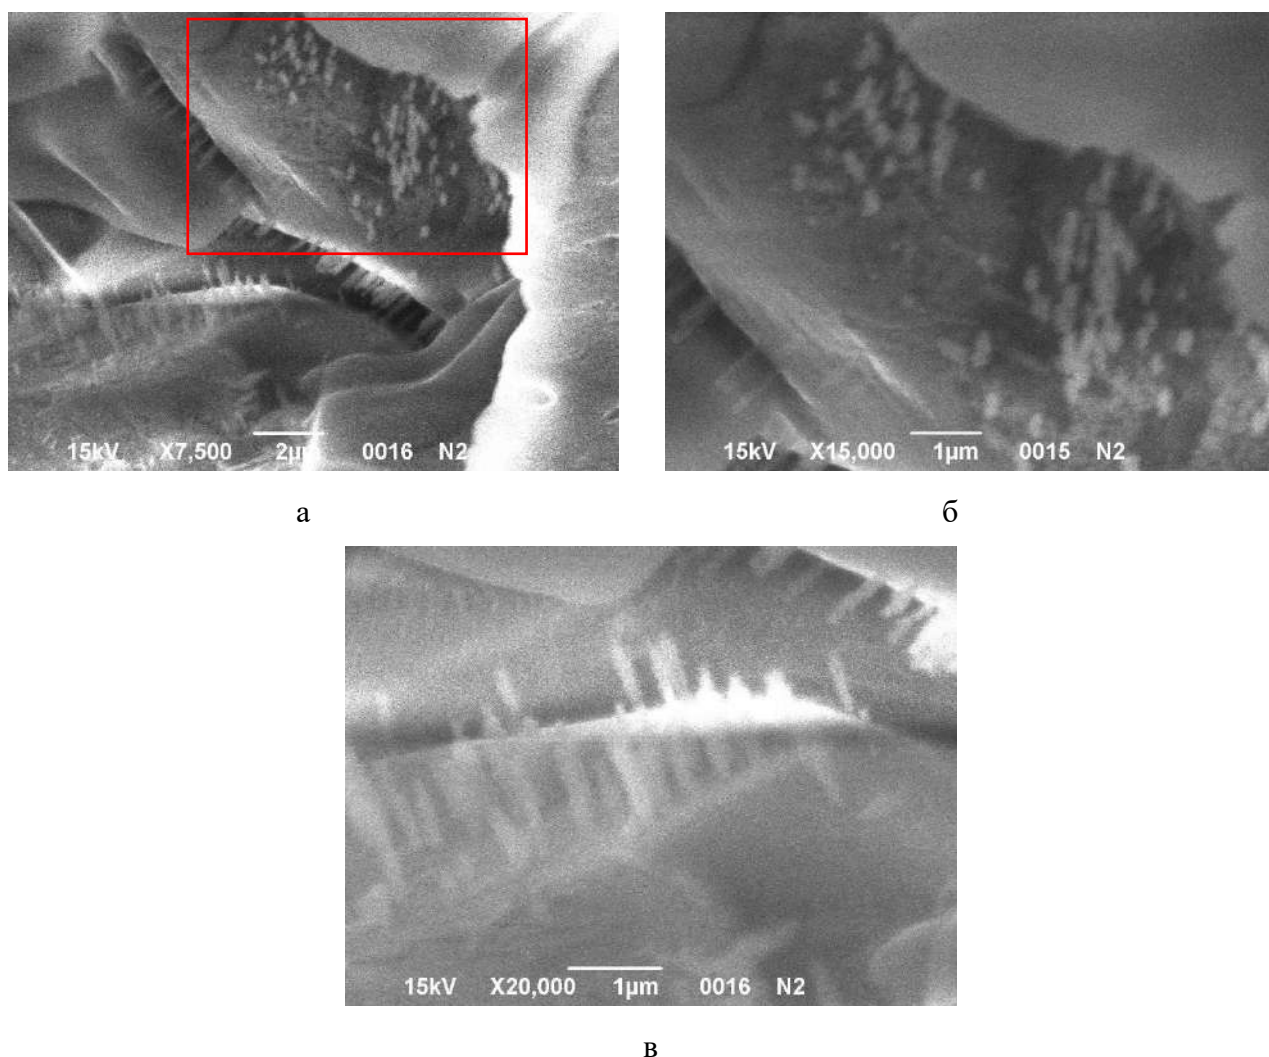 15kV X7,500 2µm 0016 N2
15kV X15,000 1µm 0015 N2
а
б
15kV X20,000 1µm 0016 N2
в